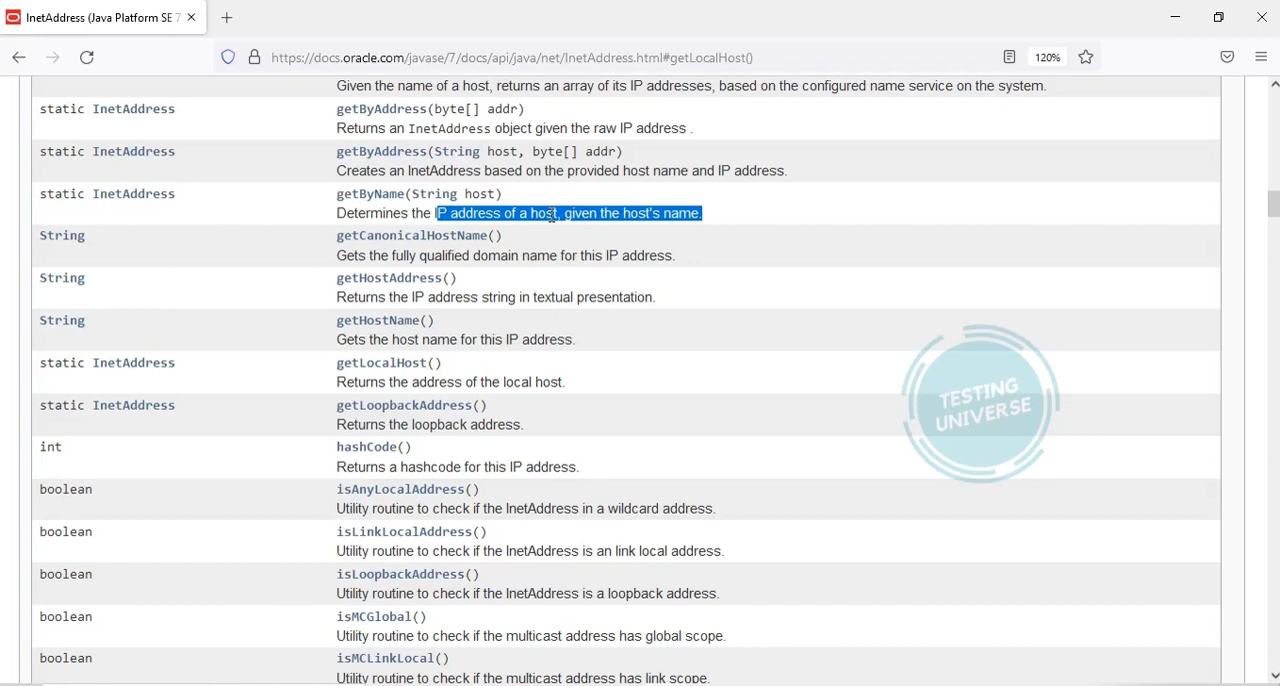 InetAddress (Java Platform SE 7
https://docs.oracle.com/javase/7/docs/api/java/net/InetAddress.html#getLocalHost()
120%
Given the name of a host, returns an array of its IP addresses, based on the configured name service on the system.
static InetAddress getByAddress(byte[] addr)
Returns an InetAddress object given the raw IP address .
static InetAddress getByAddress(String host, byte[] addr)
Creates an InetAddress based on the provided host name and IP address.
static InetAddress getByName(String host)
Determines the IP address of a host, given the host's name.
String getCanonicalHostName()
Gets the fully qualified domain name for this IP address.
String getHostAddress()
Returns the IP address string in textual presentation.
String getHostName()
Gets the host name for this IP address.
static InetAddress getLocalHost()
Returns the address of the local host.
static InetAddress getLoopbackAddress()
Returns the loopback address.
TESTING
UNIVERSE
int hashCode()
Returns a hashcode for this IP address.
boolean isAnyLocalAddress()
Utility routine to check if the InetAddress in a wildcard address.
boolean isLinkLocalAddress()
Utility routine to check if the InetAddress is an link local address.
boolean isLoopbackAddress()
Utility routine to check if the InetAddress is a loopback address.
boolean isMCGlobal()
Utility routine to check if the multicast address has global scope.
boolean isMCLinkLocal()
Utility routine to check if the multicast address has link scope.